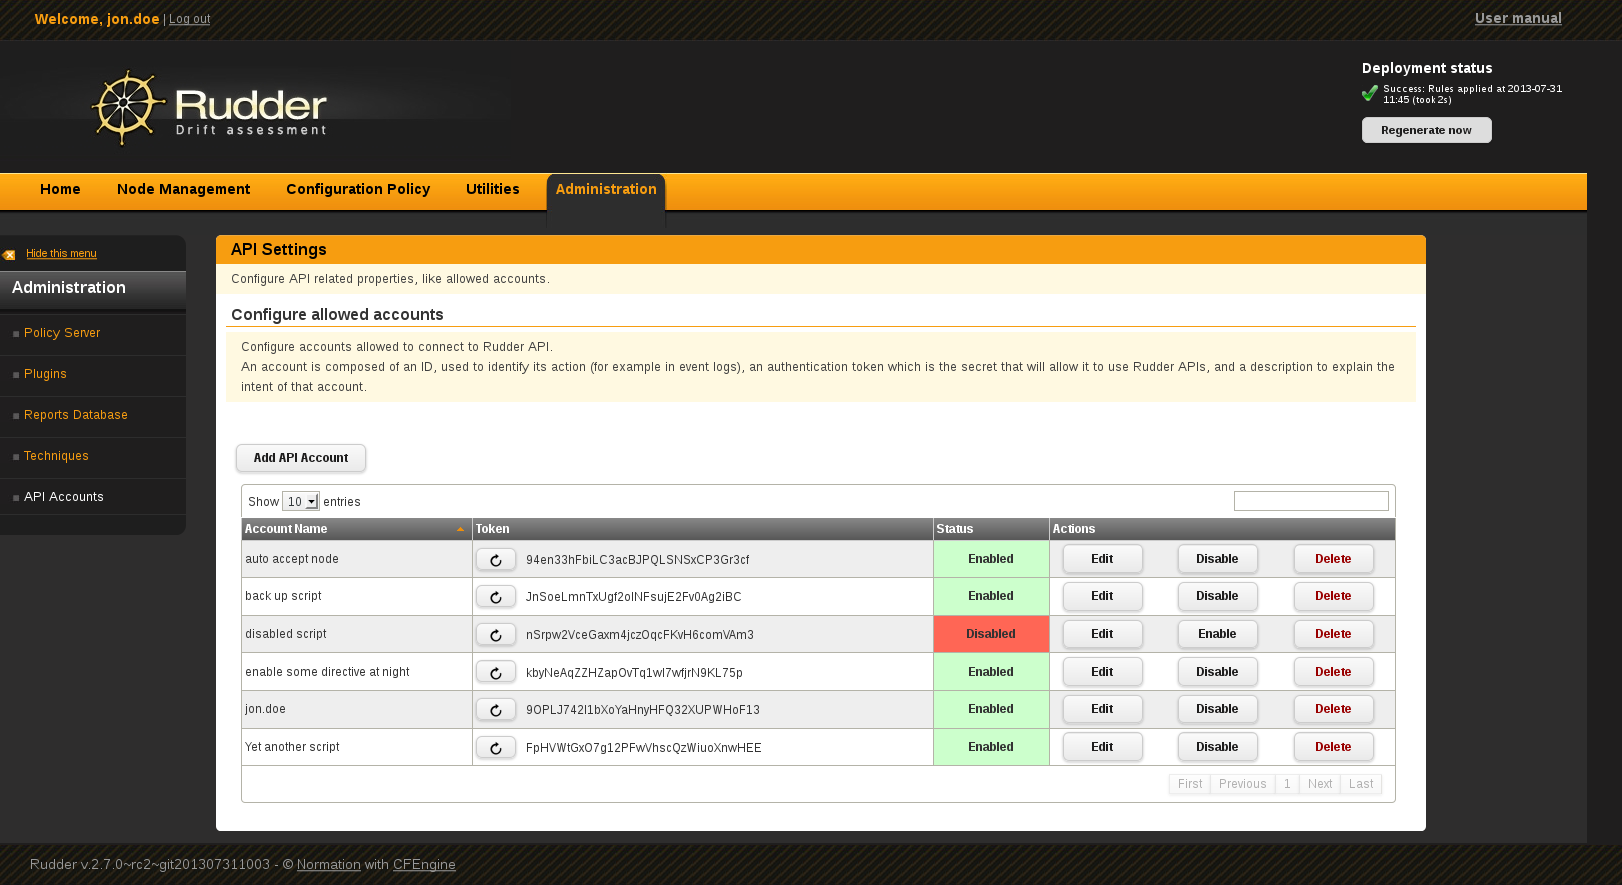 Welcome, jon.doe | Log out
User manual
Rudder
Drift assessment
Deployment status
Success: Rules applied at 2013-07-31
11:45 (took 2s)
Regenerate now
Home Node Management Configuration Policy Utilities Administration
Hide this menu
Administration
Policy Server
Plugins
Reports Database
Techniques
API Accounts
API Settings
Configure API related properties, like allowed accounts.
Configure allowed accounts
Configure accounts allowed to connect to Rudder API.
An account is composed of an ID, used to identify its action (for example in event logs), an authentication token which is the secret that will allow it to use Rudder APIs, and a description to explain the
intent of that account.
Add API Account
Show 10 entries
Account Name Token Status Actions
auto accept node 94en33hFbiLC3acBJPQLSNSxCP3Gr3cf Enabled Edit Disable Delete
back up script JnSoeLmnTxUgf2oINFsujE2Fv0Ag2iBC Enabled Edit Disable Delete
disabled script nSrpw2VceGaxm4jczOqcFKvH6comVAm3 Disabled Edit Enable Delete
enable some directive at night kbyNeAqZZHZapOvTq1wI7wfjrN9KL75p Enabled Edit Disable Delete
jon.doe 9OPLJ742I1bXoYaHnyHFQ32XUPWHoF13 Enabled Edit Disable Delete
Yet another script FpHVWtGxO7g12PFwVhscQzWiuoXnwHEE Enabled Edit Disable Delete
First Previous 1 Next Last
Rudder v.2.7.0~rc2~git201307311003 - © Normation with CFEngine